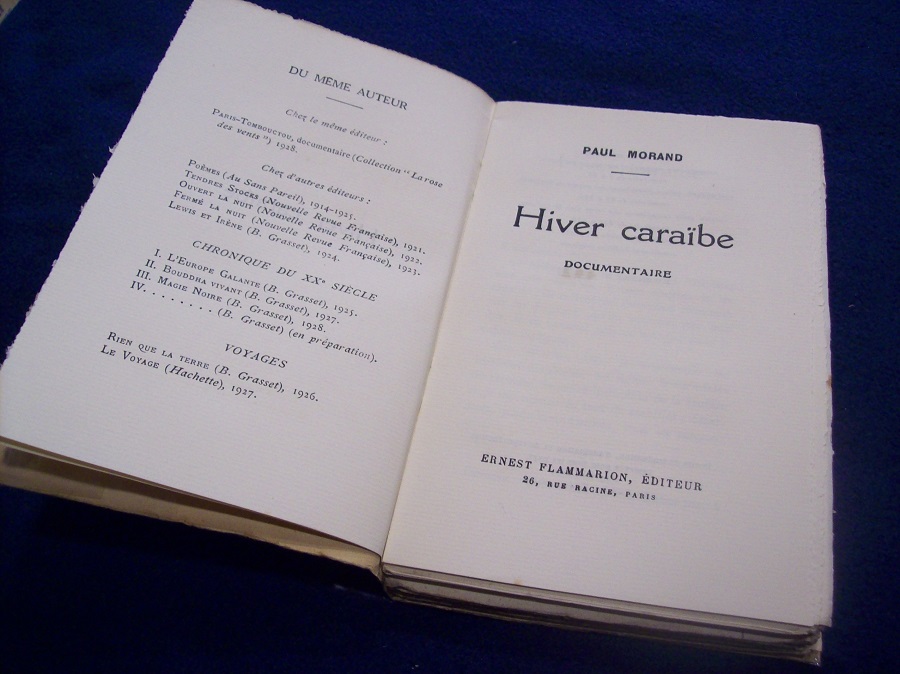 DU MÊME AUTEUR
Chez le même éditeur :
PARIS-TOMBOUCTOU, documentaire (Collection " La rose
des vents ") 1928.
Chez d'autres éditeurs :
POÈMES (Au Sans Pareil), 1914-1925.
TENDRES STOCKS (Nouvelle Revue Française), 1921.
OUVERT LA NUIT (Nouvelle Revue Française), 1922.
FERMÉ LA NUIT (Nouvelle Revue Française), 1923.
LEWIS ET IRÈNE (B. Grasset), 1924.
CHRONIQUE DU XXᵉ SIÈCLE
I. L'EUROPE GALANTE (B. Grasset), 1925.
II. BOUDDHA VIVANT (B. Grasset), 1927.
III. MAGIE NOIRE (B. Grasset), 1928.
IV. . . . . . . . . (B. Grasset) (en préparation).
VOYAGES
RIEN QUE LA TERRE (B. Grasset), 1926.
LE VOYAGE (Hachette), 1927.
PAUL MORAND
Hiver caraïbe
DOCUMENTAIRE
ERNEST FLAMMARION, ÉDITEUR
26, RUE RACINE, PARIS